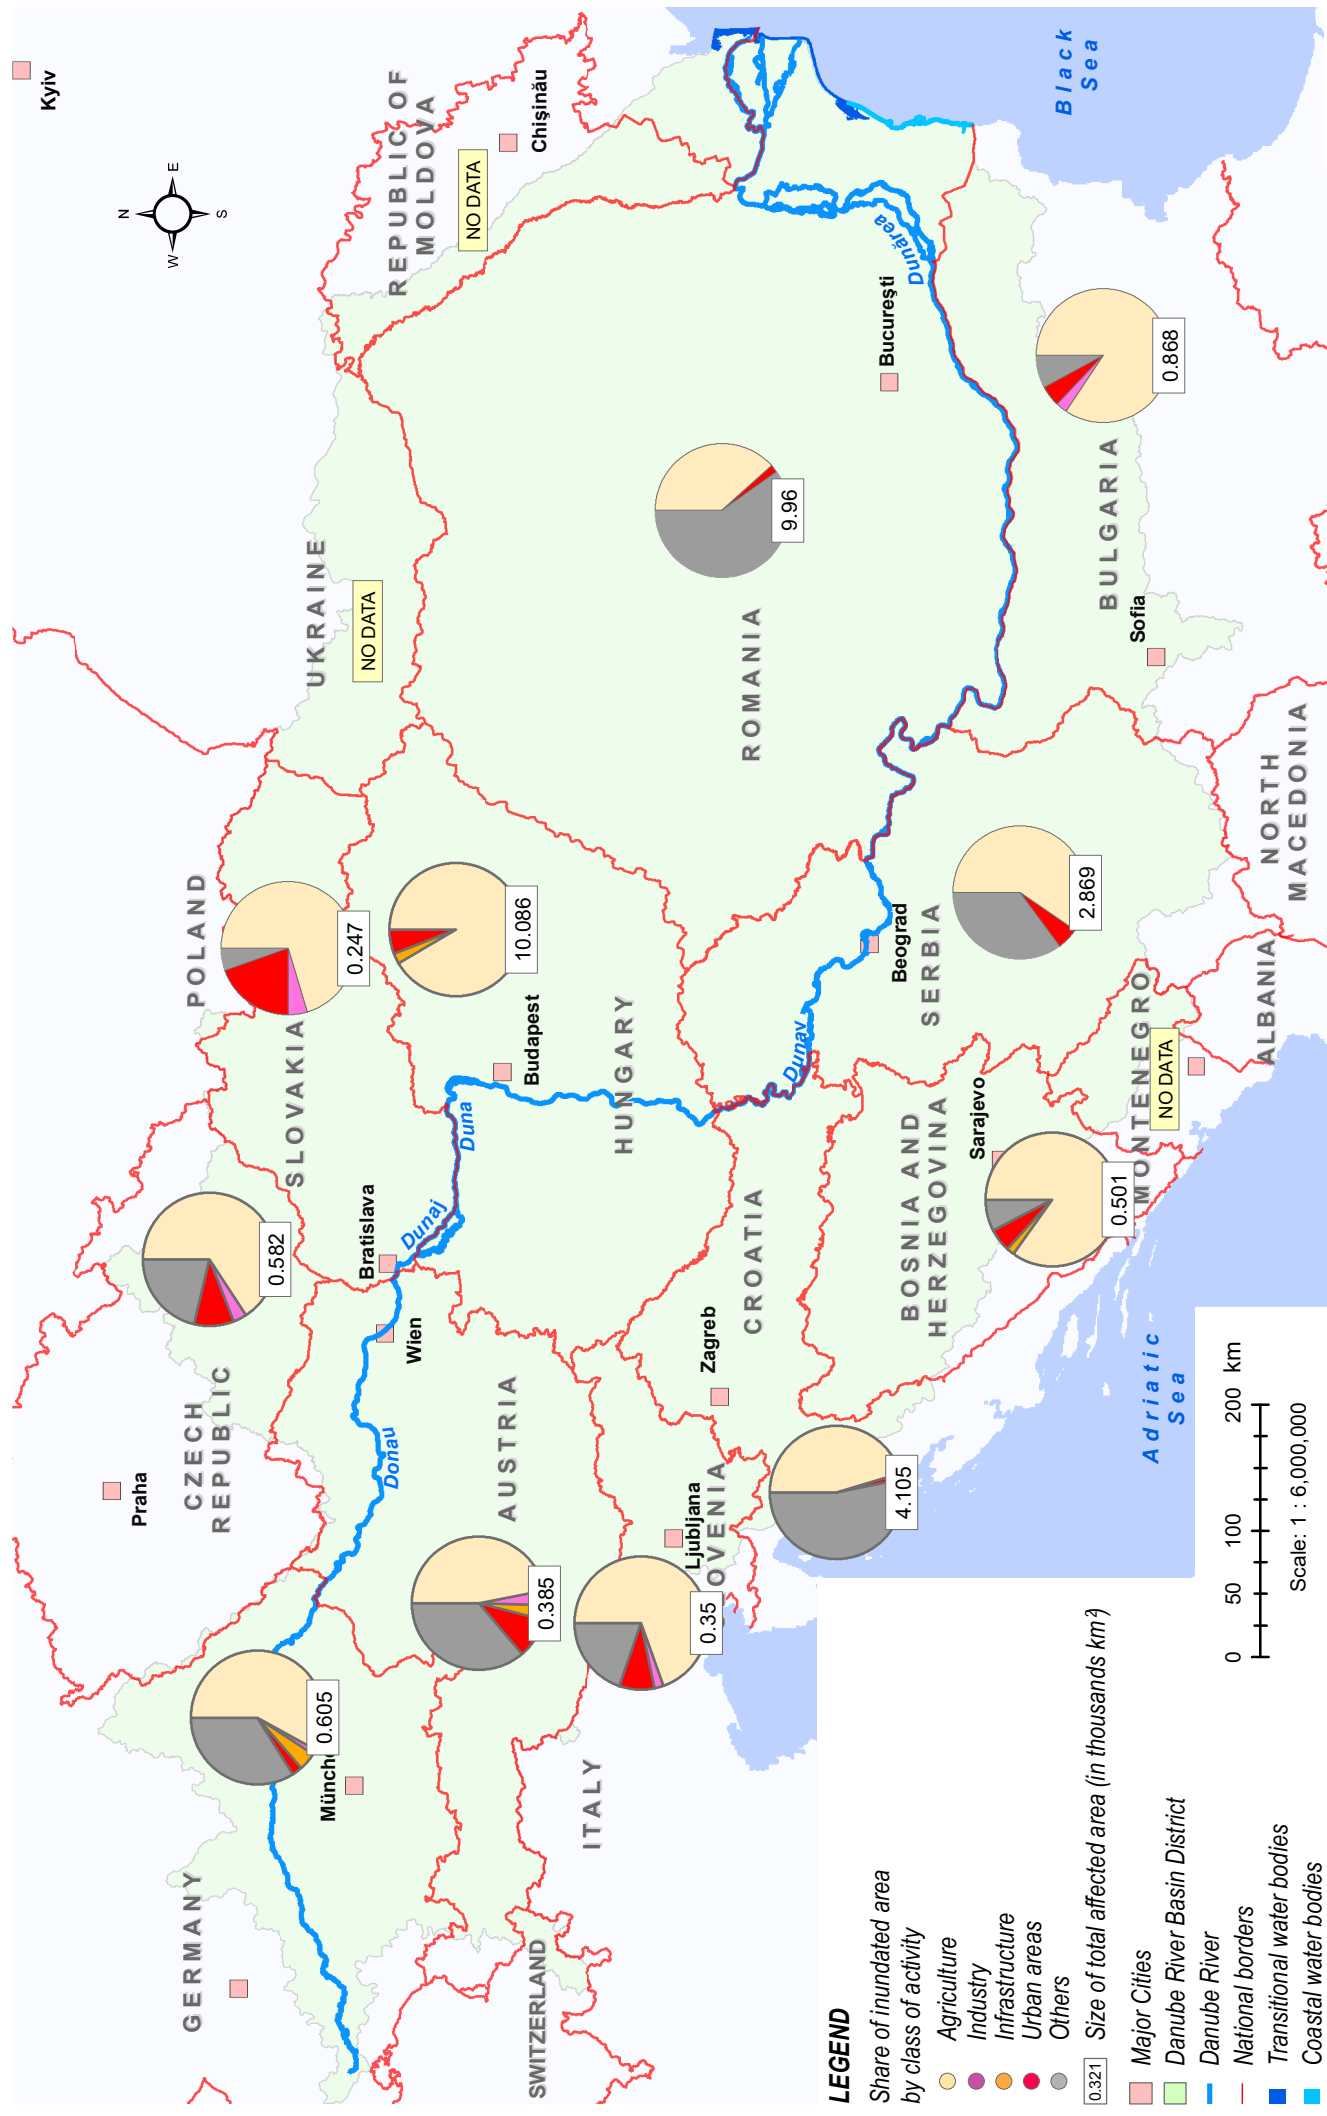 Kyiv
N
W
E
S
REPUBLIC OF
MOLDOVA
NO DATA
Chişinău
Black
Sea
UKRAINE
NO DATA
POLAND
0.247
SLOVAKIA
Bratislava
Dunaj
Duna
Praha
CZECH
REPUBLIC
0.582
GERMANY
0.605
Donau
Wien
AUSTRIA
0.385
10.086
Budapest
HUNGARY
ROMANIA
9.96
Bucureşti
Dunărea
0.868
BULGARIA
Sofia
SWITZERLAND
ITALY
0.35
Ljubljana
OVENIA
Zagreb
CROATIA
4.105
BOSNIA AND
HERZEGOVINA
Sarajevo
0.501
Dunav
Beograd
SERBIA
2.869
MONTENEGRO
NO DATA
ALBANIA
NORTH
MACEDONIA
Adriatic
Sea
LEGEND
Share of inundated area
by class of activity
Agriculture
Industry
Infrastructure
Urban areas
Others
0.321 Size of total affected area (in thousands km²)
Major Cities
Danube River Basin District
Danube River
National borders
Transitional water bodies
Coastal water bodies
0 50 100 200 km
Scale: 1 : 6,000,000